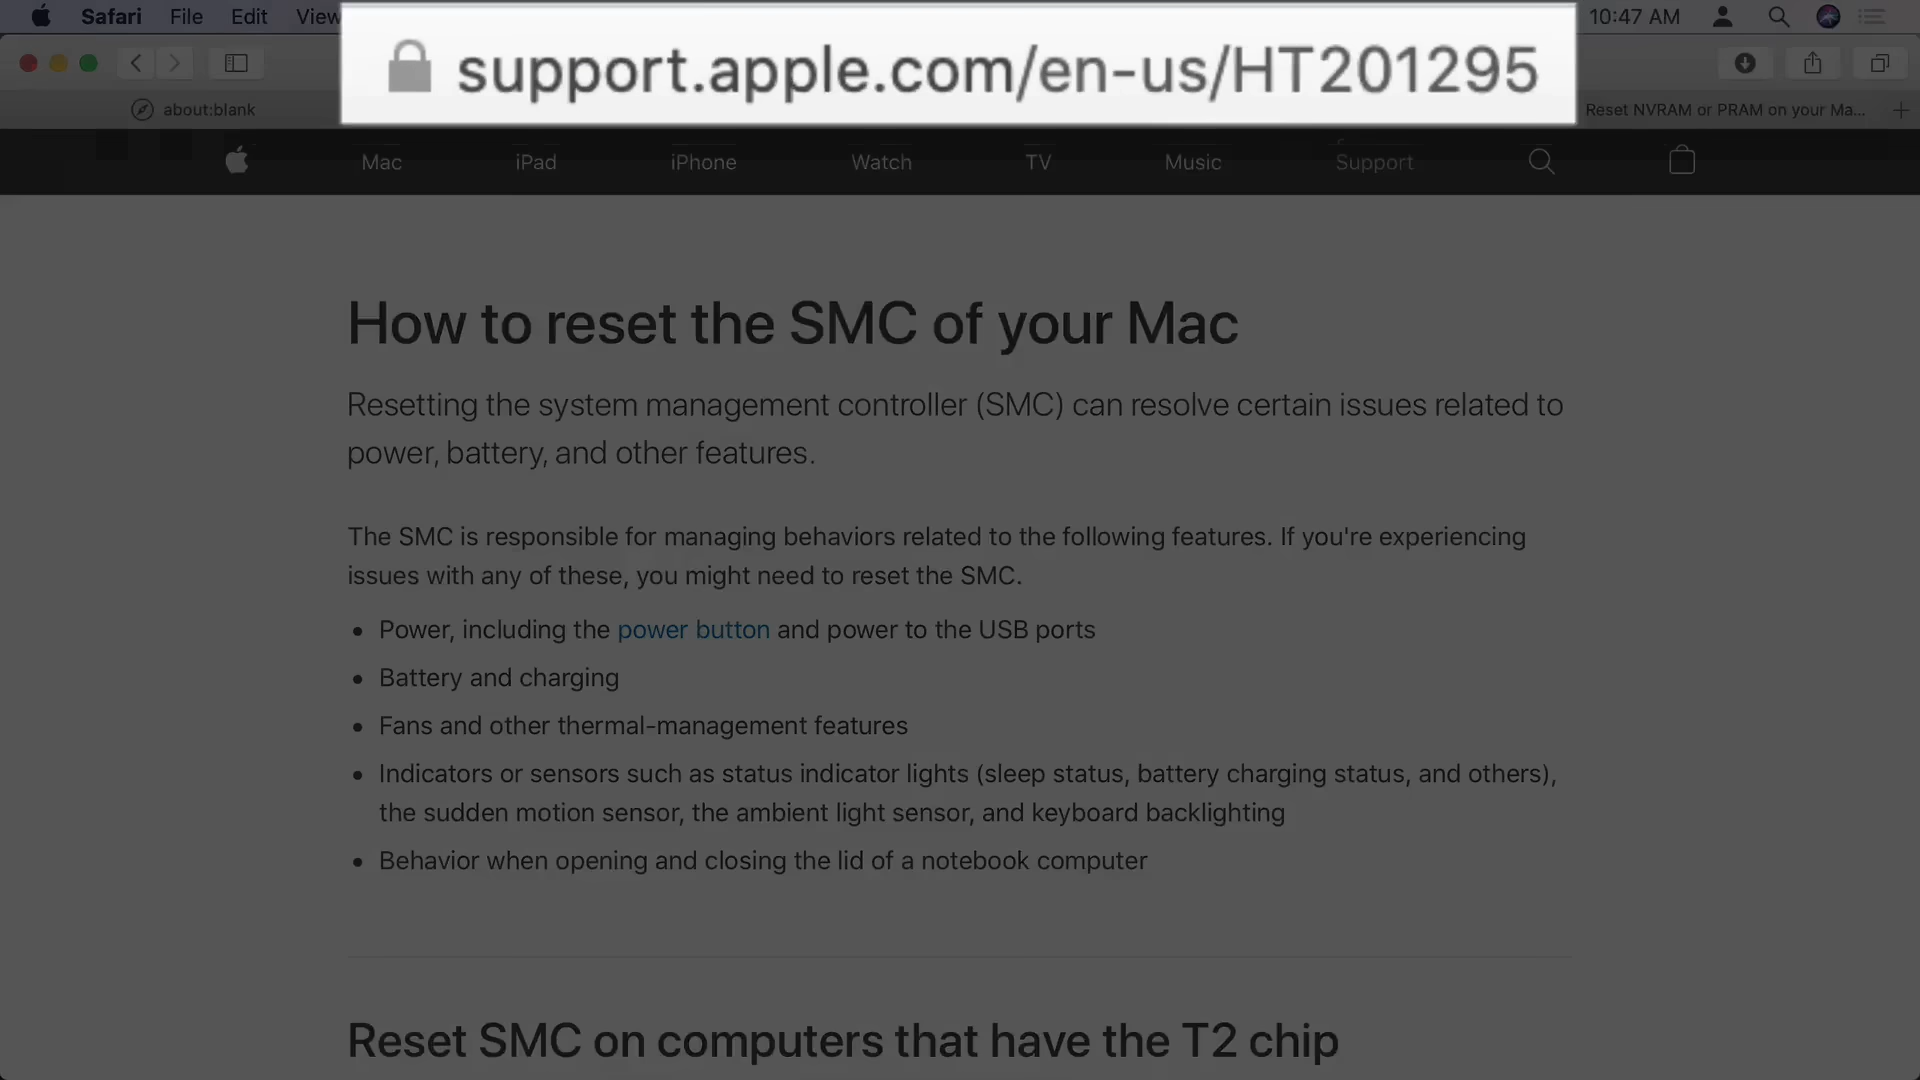 Safari File Edit View 10:47 AM
support.apple.com/en-us/HT201295
about:blank Reset NVRAM or PRAM on your Ma...
Mac iPad iPhone Watch TV Music Support
How to reset the SMC of your Mac
Resetting the system management controller (SMC) can resolve certain issues related to
power, battery, and other features.
The SMC is responsible for managing behaviors related to the following features. If you're experiencing
issues with any of these, you might need to reset the SMC.
• Power, including the power button and power to the USB ports
• Battery and charging
• Fans and other thermal-management features
• Indicators or sensors such as status indicator lights (sleep status, battery charging status, and others),
the sudden motion sensor, the ambient light sensor, and keyboard backlighting
• Behavior when opening and closing the lid of a notebook computer
Reset SMC on computers that have the T2 chip